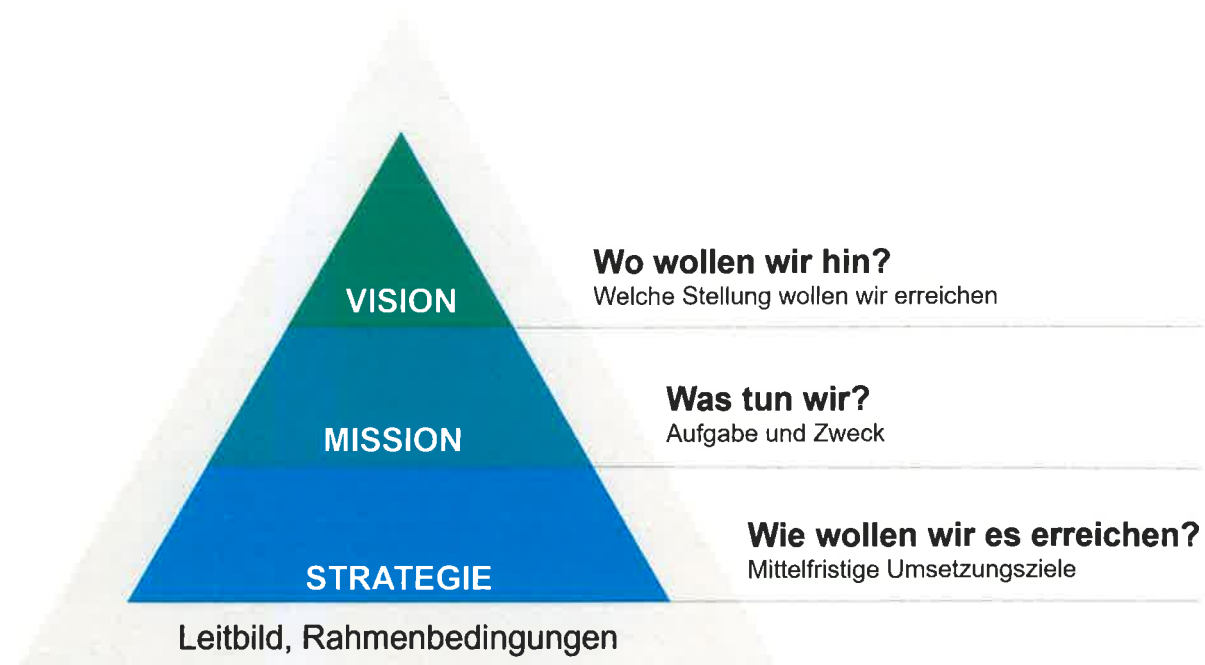 Wo wollen wir hin?
VISION
Welche Stellung wollen wir erreichen
Was tun wir?
MISSION
Aufgabe und Zweck
Wie wollen wir es erreichen?
STRATEGIE
Mittelfristige Umsetzungsziele
Leitbild, Rahmenbedingungen